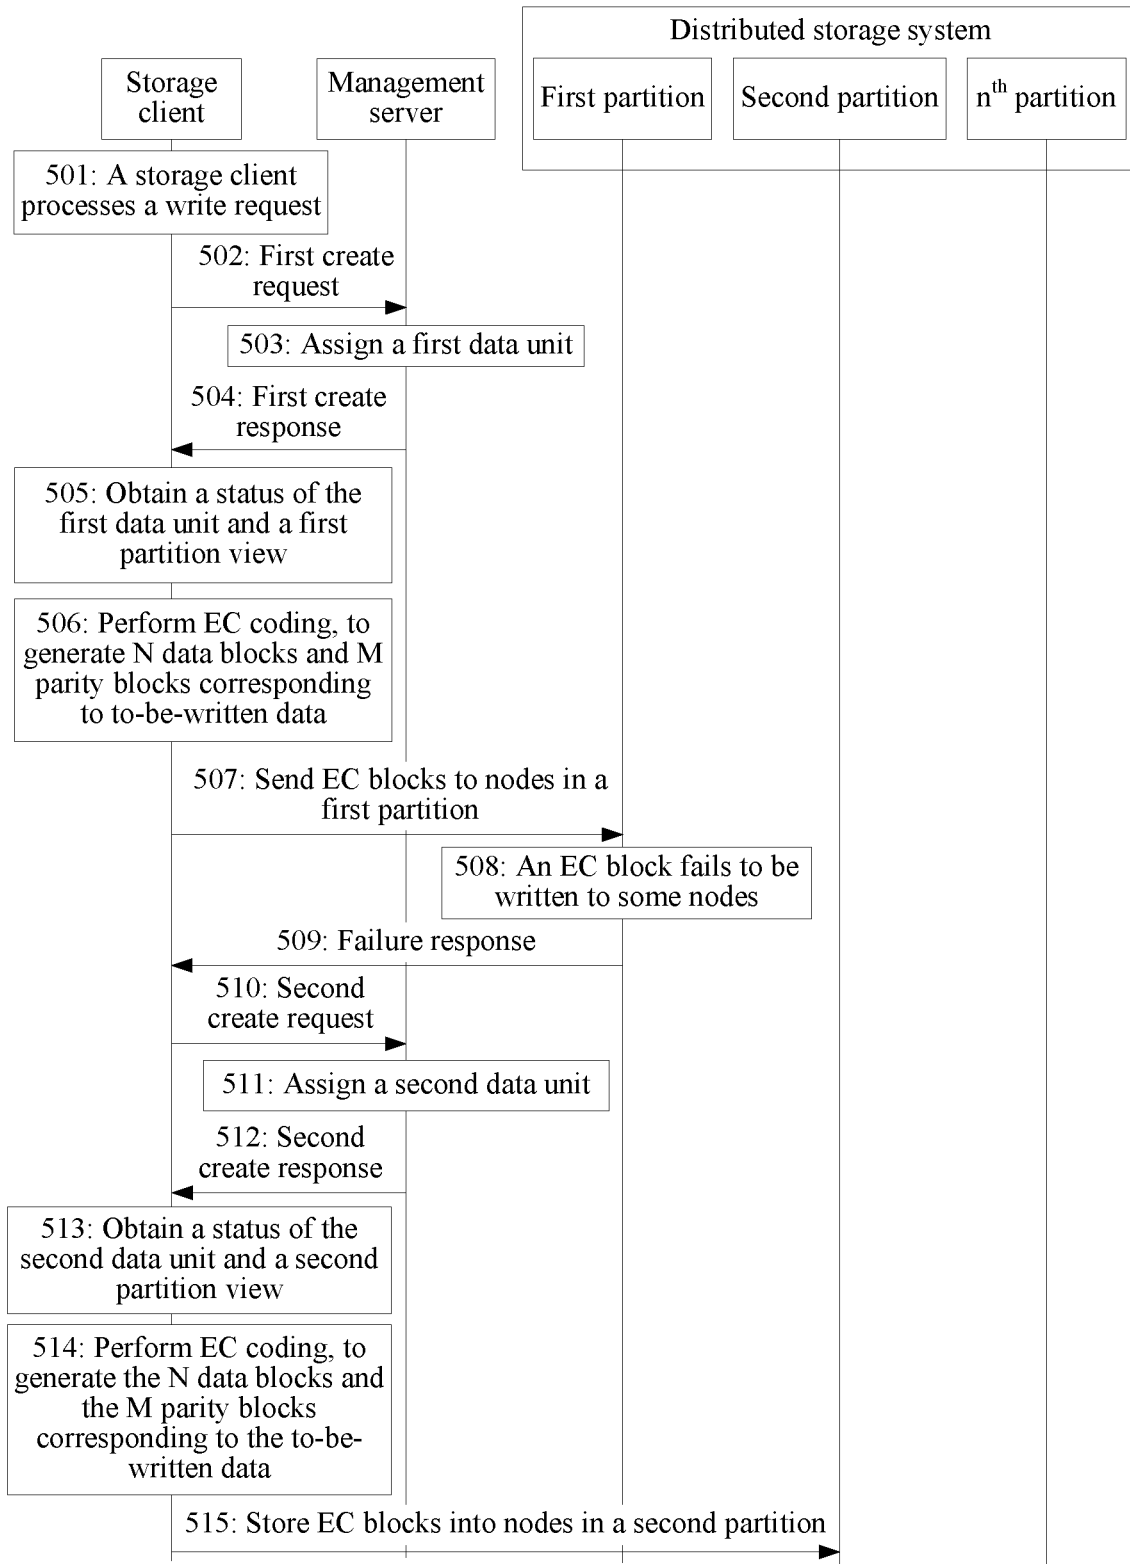 Distributed storage system
Storage
client
Management
server
First partition
Second partition
nth partition
501: A storage client
processes a write request
502: First create
request
503: Assign a first data unit
504: First create
response
505: Obtain a status of the
first data unit and a first
partition view
506: Perform EC coding, to
generate N data blocks and M
parity blocks corresponding
to to-be-written data
507: Send EC blocks to nodes in a
first partition
508: An EC block fails to be
written to some nodes
509: Failure response
510: Second
create request
511: Assign a second data unit
512: Second
create response
513: Obtain a status of the
second data unit and a second
partition view
514: Perform EC coding, to
generate the N data blocks and
the M parity blocks
corresponding to the to-be-
written data
515: Store EC blocks into nodes in a second partition